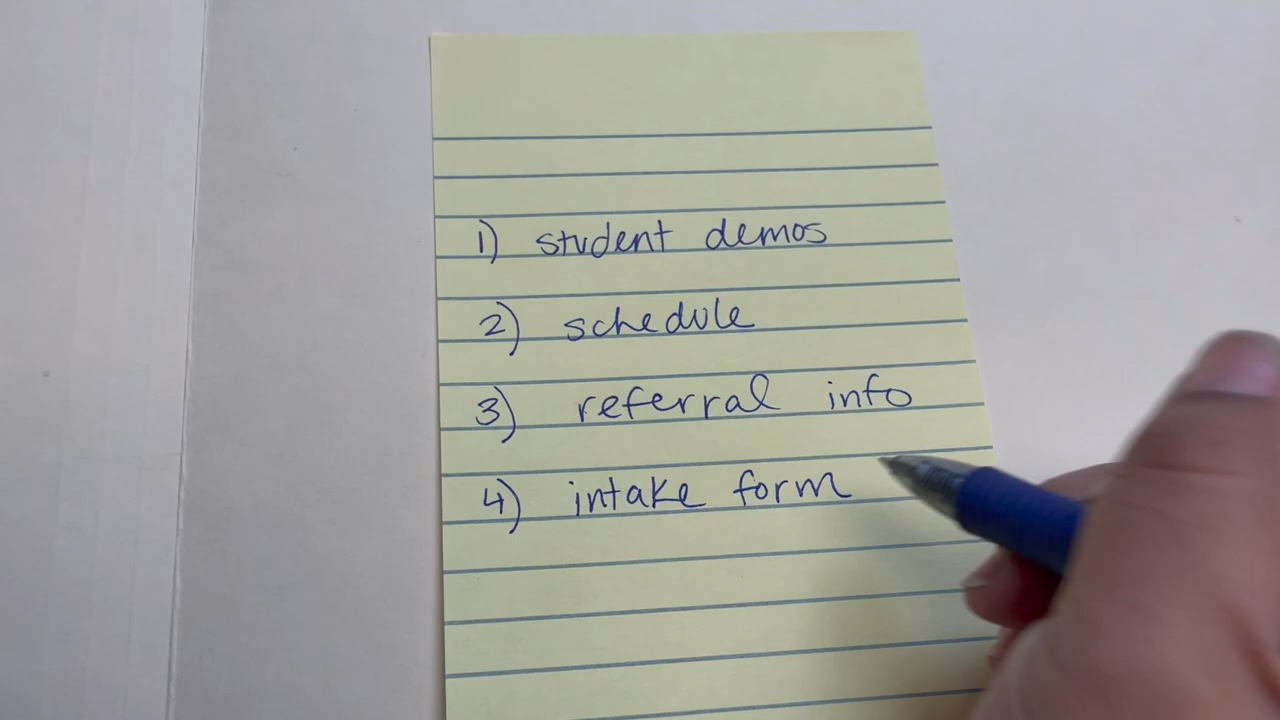 1) student demos
2) schedule
3) referral info
4) intake form